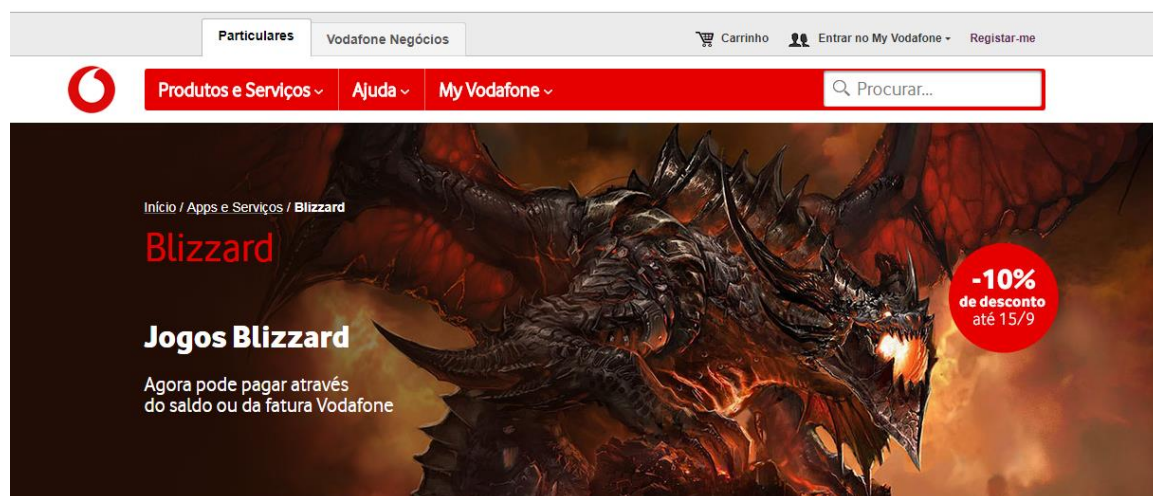 Particulares
Vodafone Negócios
Carrinho
Entrar no My Vodafone
Registar-me
Produtos e Serviços
Ajuda
My Vodafone
Procurar...
Início / Apps e Serviços / Blizzard
Blizzard
-10%
de desconto
até 15/9
Jogos Blizzard
Agora pode pagar através
do saldo ou da fatura Vodafone